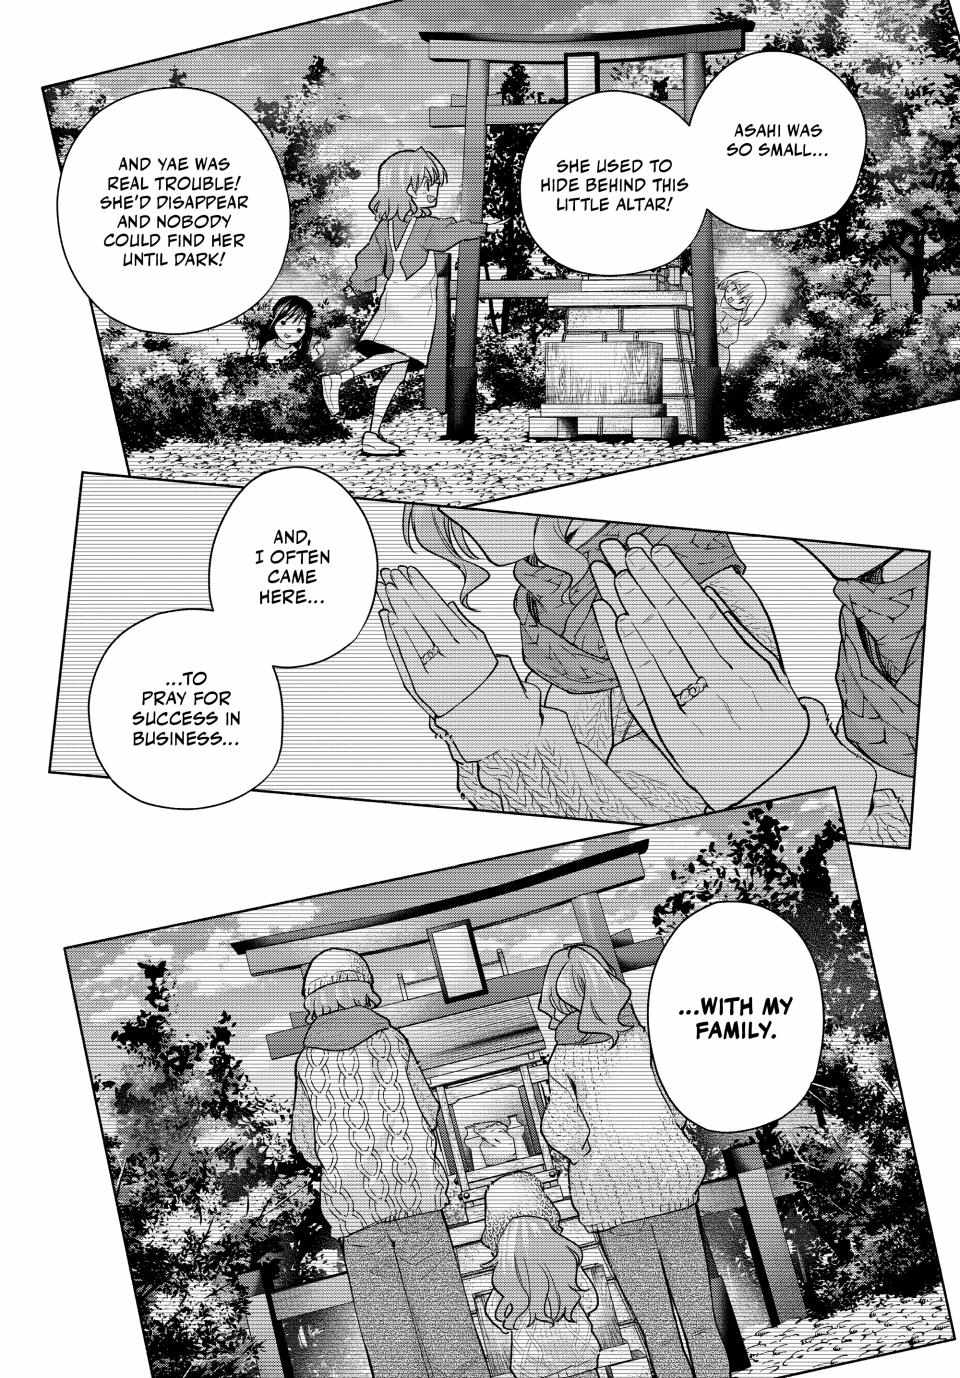 ASAHI WAS
SO SMALL...
SHE USED TO
HIDE BEHIND THIS
LITTLE ALTAR!
AND YAE WAS
REAL TROUBLE!
SHE'D DISAPPEAR
AND NOBODY
COULD FIND HER
UNTIL DARK!
AND,
I OFTEN
CAME
HERE...
...TO
PRAY FOR
SUCCESS IN
BUSINESS...
...WITH MY
FAMILY.